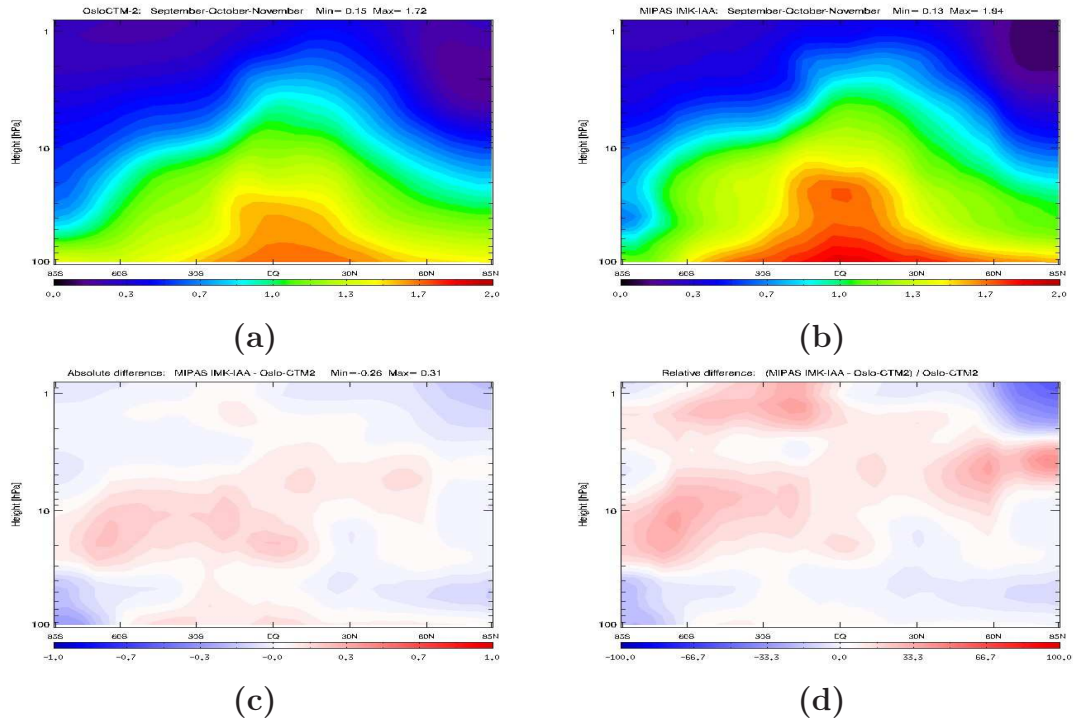 OsloCTM-2: September-October-November Min= 0.15 Max= 1.72
Height [hPa]
1
10
100
85S 60S 30S EQ 30N 60N 85N
0.0 0.3 0.7 1.0 1.3 1.7 2.0
(a)
MIPAS IMK-IAA: September-October-November Min= 0.13 Max= 1.94
Height [hPa]
1
10
100
85S 60S 30S EQ 30N 60N 85N
0.0 0.3 0.7 1.0 1.3 1.7 2.0
(b)
Absolute difference: MIPAS IMK-IAA - Oslo-CTM2 Min=-0.26 Max= 0.31
Height [hPa]
1
10
100
85S 60S 30S EQ 30N 60N 85N
-1.0 -0.7 -0.3 -0.0 0.3 0.7 1.0
(c)
Relative difference: (MIPAS IMK-IAA - Oslo-CTM2) / Oslo-CTM2
Height [hPa]
1
10
100
85S 60S 30S EQ 30N 60N 85N
-100.0 -66.7 -33.3 0.0 33.3 66.7 100.0
(d)